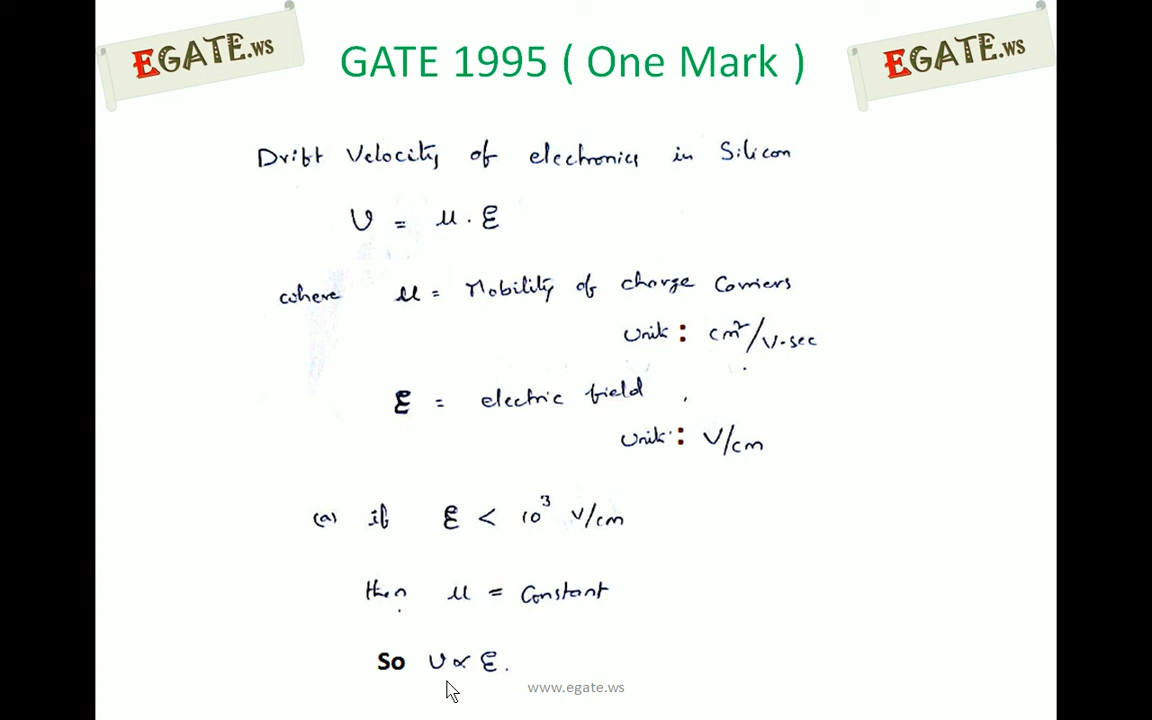 EGATE.ws
GATE 1995 ( One Mark )
EGATE.ws
Drift Velocity of electronics in Silicon
υ = μ . ℇ
where μ = Mobility of charge Carriers
Unit : cm²/V-sec
ℇ = electric field ,
Unit : V/cm
(a) if ℇ < 10³ V/cm
then μ = Constant
So υ ∝ ℇ.
www.egate.ws